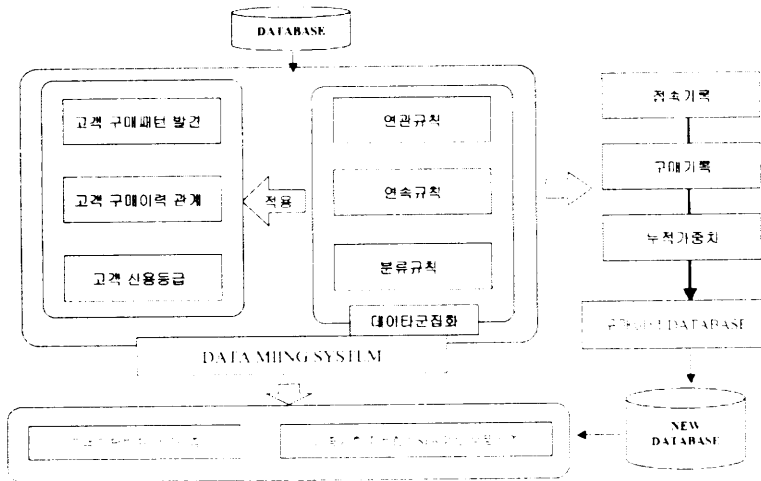 DATABASE
고객 구매패턴 발견
고객 구매이력 관계
고객 신용등급
적용
연관규칙
연속규칙
분류규칙
데이타군집화
DATA MIING SYSTEM
접속기록
구매기록
누적가중치
DATABASE
NEW
DATABASE